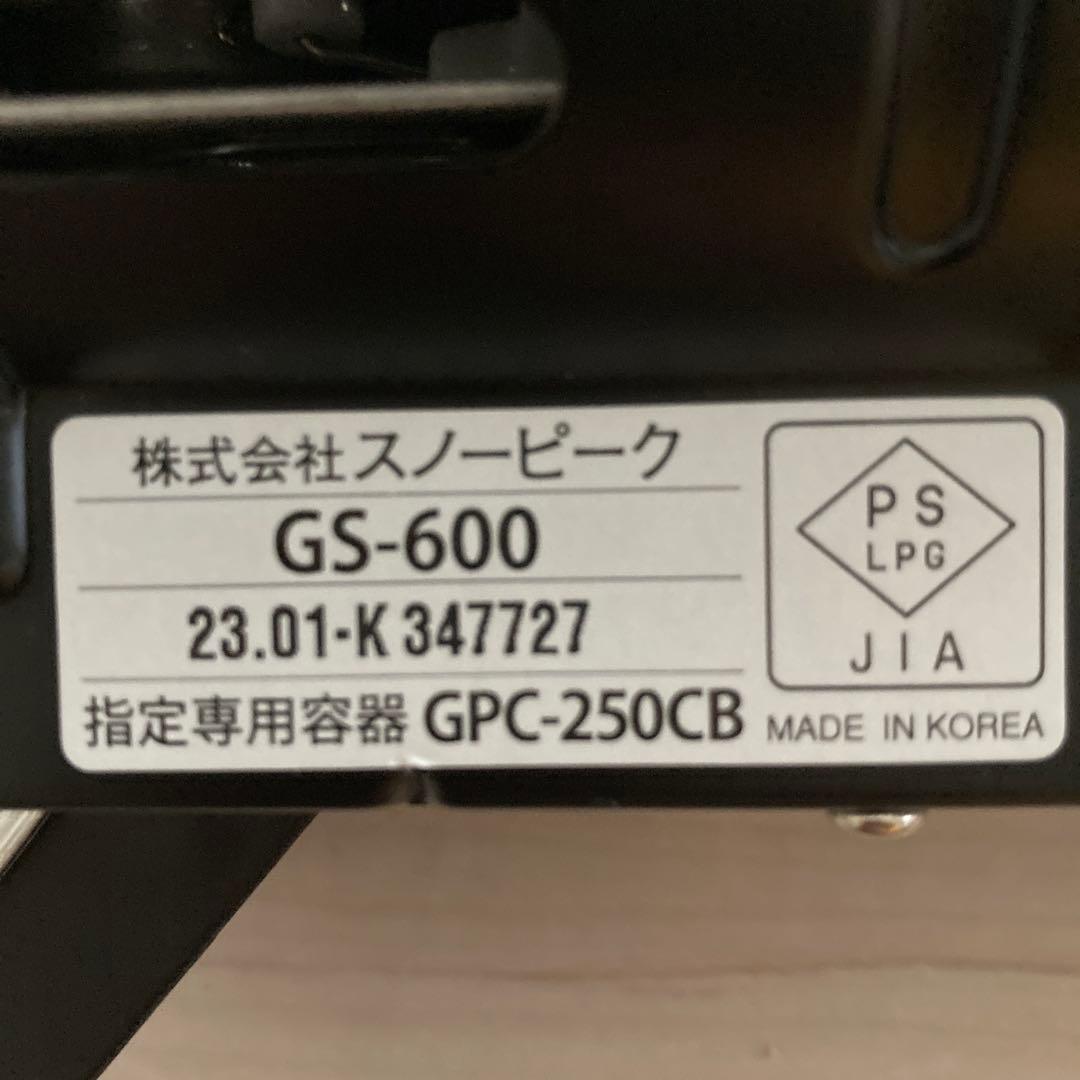 株式会社スノーピーク
GS-600
23.01-K 347727
指定専用容器 GPC-250CB
PS
LPG
JIA
MADE IN KOREA